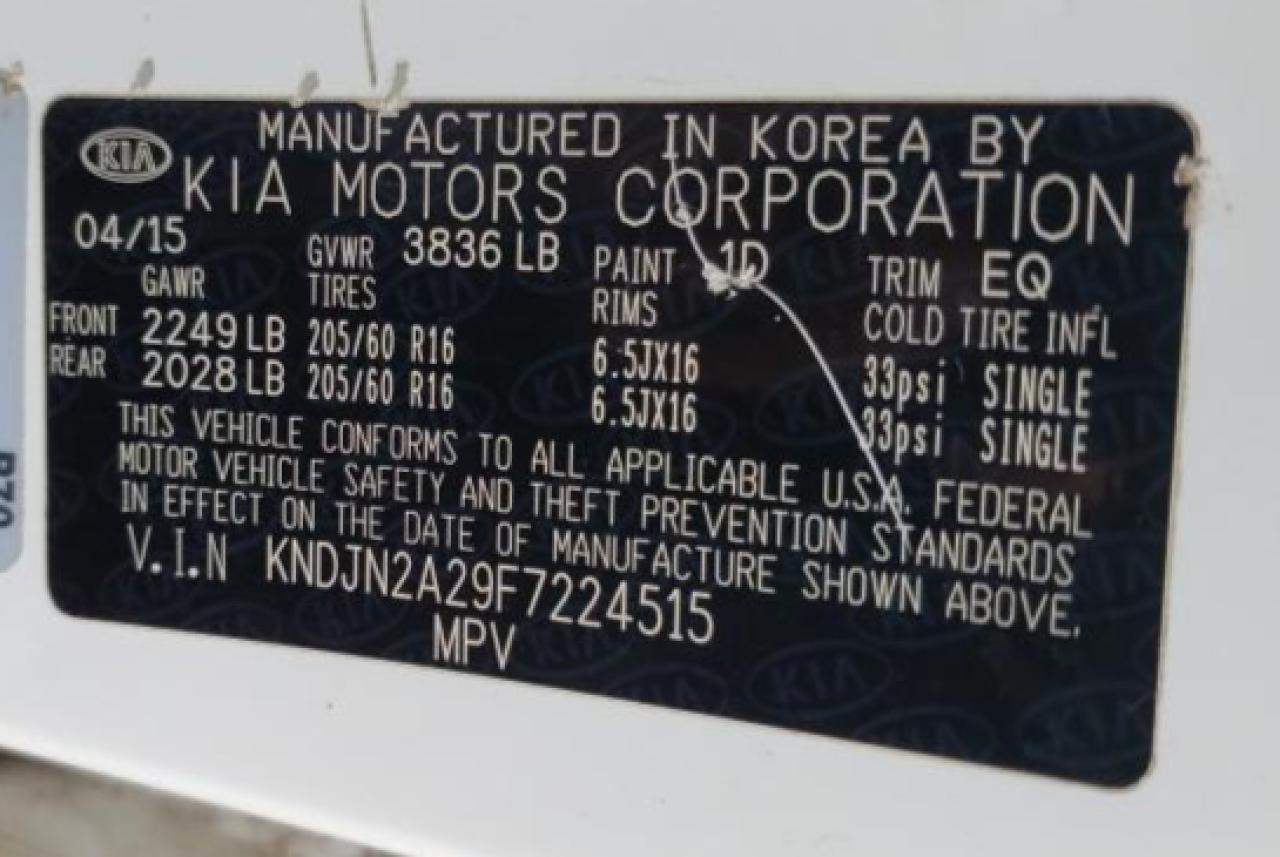 KIA
MANUFACTURED IN KOREA BY
KIA MOTORS CORPORATION
04/15 GVWR 3836 LB PAINT 1D TRIM EQ
GAWR TIRES RIMS COLD TIRE INFL
FRONT 2249 LB 205/60 R16 6.5JX16 33psi SINGLE
REAR 2028 LB 205/60 R16 6.5JX16 33psi SINGLE
THIS VEHICLE CONFORMS TO ALL APPLICABLE U.S.A. FEDERAL
MOTOR VEHICLE SAFETY AND THEFT PREVENTION STANDARDS
IN EFFECT ON THE DATE OF MANUFACTURE SHOWN ABOVE.
V.I.N KNDJN2A29F7224515
MPV